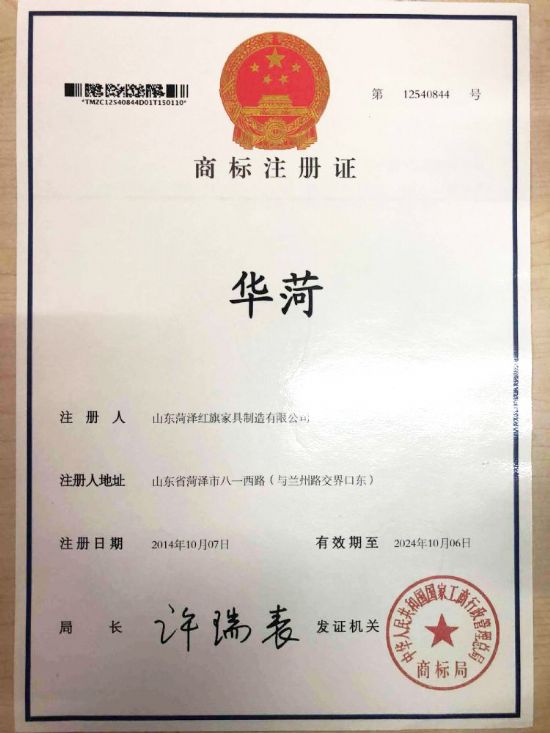 第 12540844 号
*TMZC12540844D01T150110*
商标注册证
华菏
注册人 山东菏泽红旗家具制造有限公司
注册人地址 山东省菏泽市八一西路（与兰州路交界口东）
注册日期 2014年10月07日 有效期至 2024年10月06日
局长 许瑞表 发证机关
中华人民共和国国家工商行政管理总局
商标局